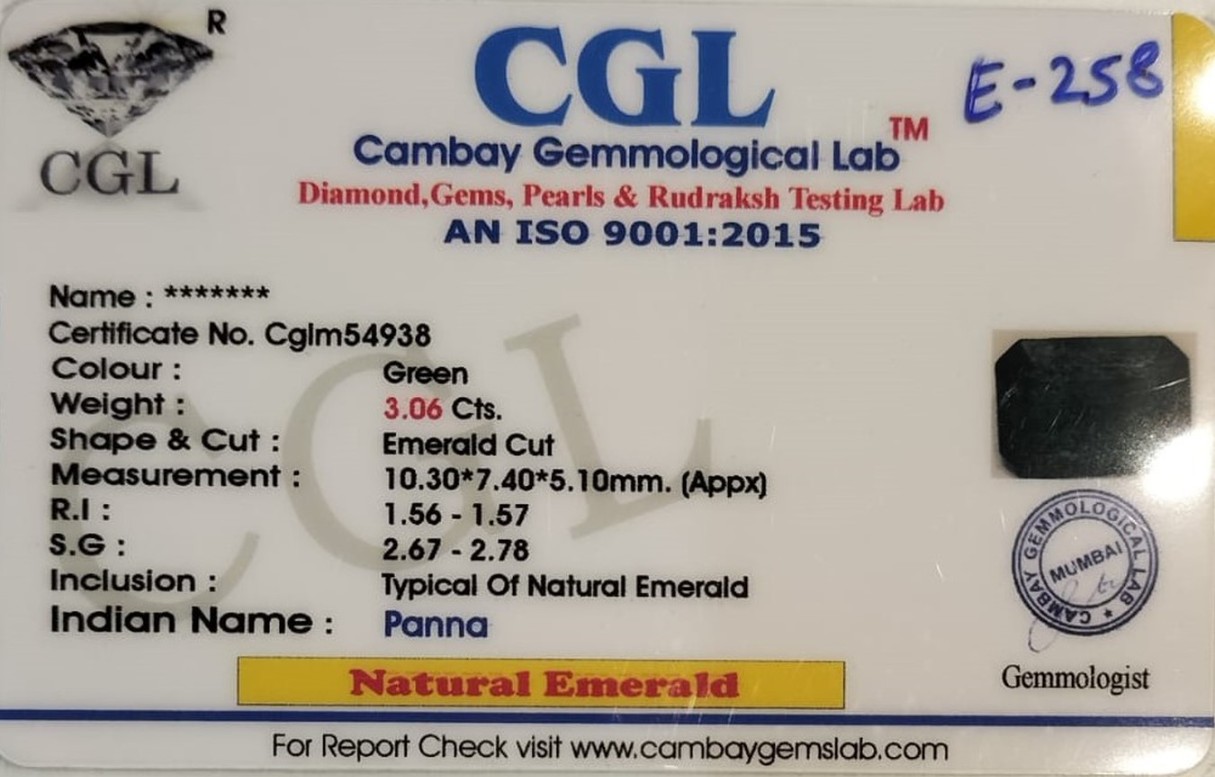 R
CGL
CGL
E-258
TM
Cambay Gemmological Lab
Diamond,Gems, Pearls & Rudraksh Testing Lab
AN ISO 9001:2015
Name : *******
Certificate No. Cglm54938
Colour : Green
Weight : 3.06 Cts.
Shape & Cut : Emerald Cut
Measurement : 10.30*7.40*5.10mm. (Appx)
R.I : 1.56 - 1.57
S.G : 2.67 - 2.78
Inclusion : Typical Of Natural Emerald
Indian Name : Panna
CGL
CAMBAY GEMMOLOGICAL LAB ★
MUMBAI
Gemmologist
Natural Emerald
For Report Check visit www.cambaygemslab.com